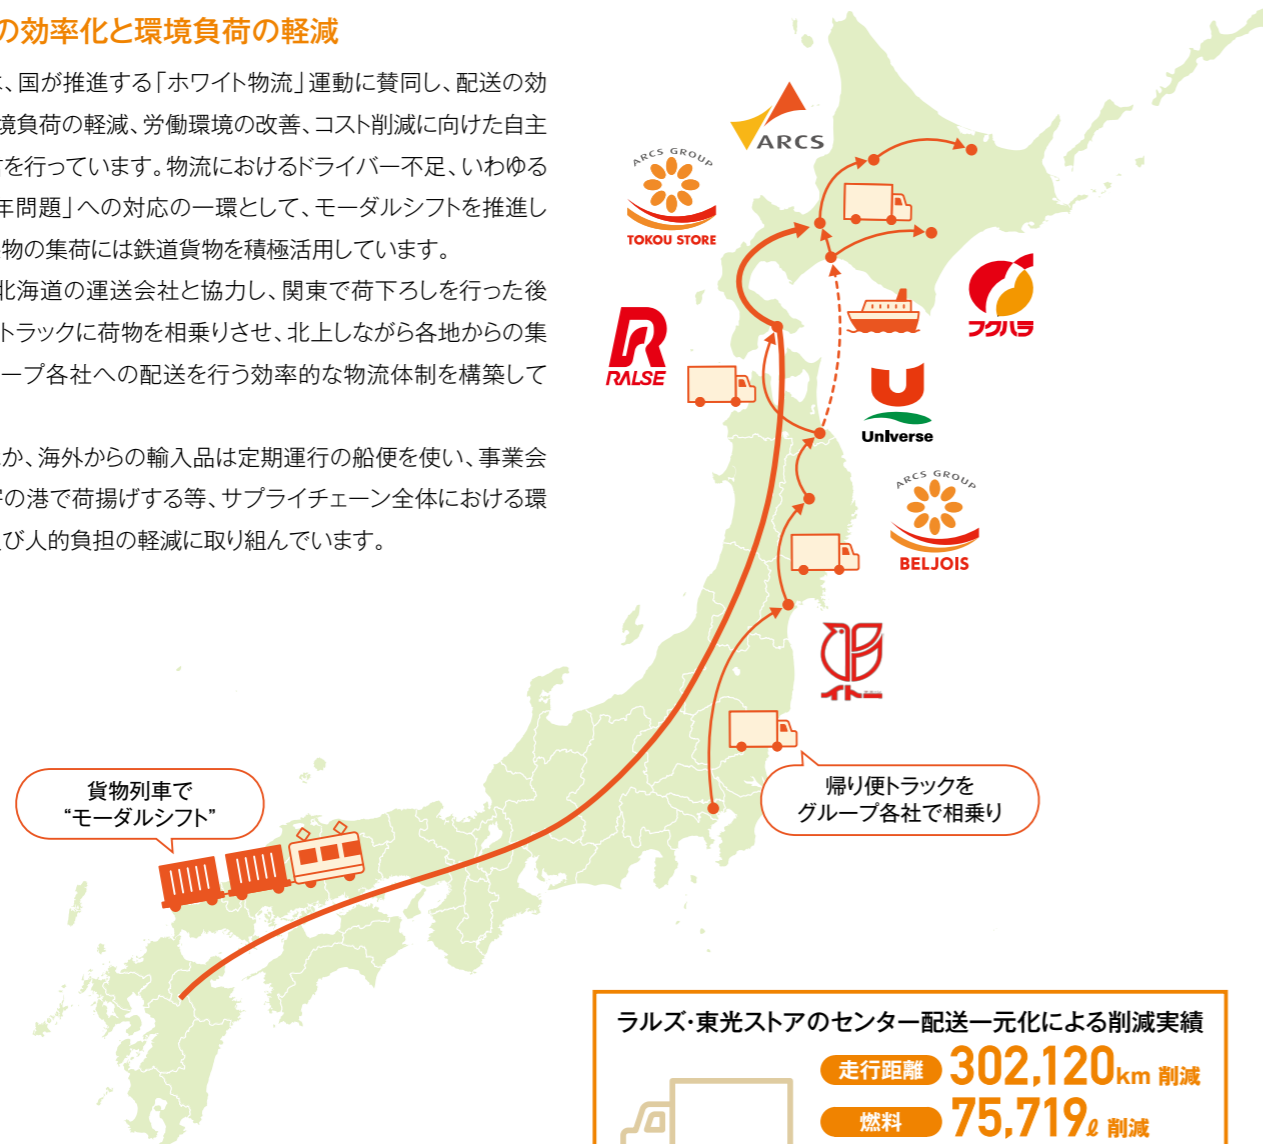 の効率化と環境負荷の軽減
、国が推進する「ホワイト物流」運動に賛同し、配送の効
境負荷の軽減、労働環境の改善、コスト削減に向けた自主
を行っています。物流におけるドライバー不足、いわゆる
年問題」への対応の一環として、モーダルシフトを推進し
物の集荷には鉄道貨物を積極活用しています。
北海道の運送会社と協力し、関東で荷下ろしを行った後
トラックに荷物を相乗りさせ、北上しながら各地からの集
ループ各社への配送を行う効率的な物流体制を構築して
か、海外からの輸入品は定期運行の船便を使い、事業会
の港で荷揚げする等、サプライチェーン全体における環
び人的負担の軽減に取り組んでいます。
ARCS
ARCS GROUP
TOKOU STORE
フクハラ
RALSE
Universe
ARCS GROUP
BELJOIS
イトー
貨物列車で
“モーダルシフト”
帰り便トラックを
グループ各社で相乗り
ラルズ・東光ストアのセンター配送一元化による削減実績
走行距離 302,120km 削減
燃料 75,719ℓ 削減